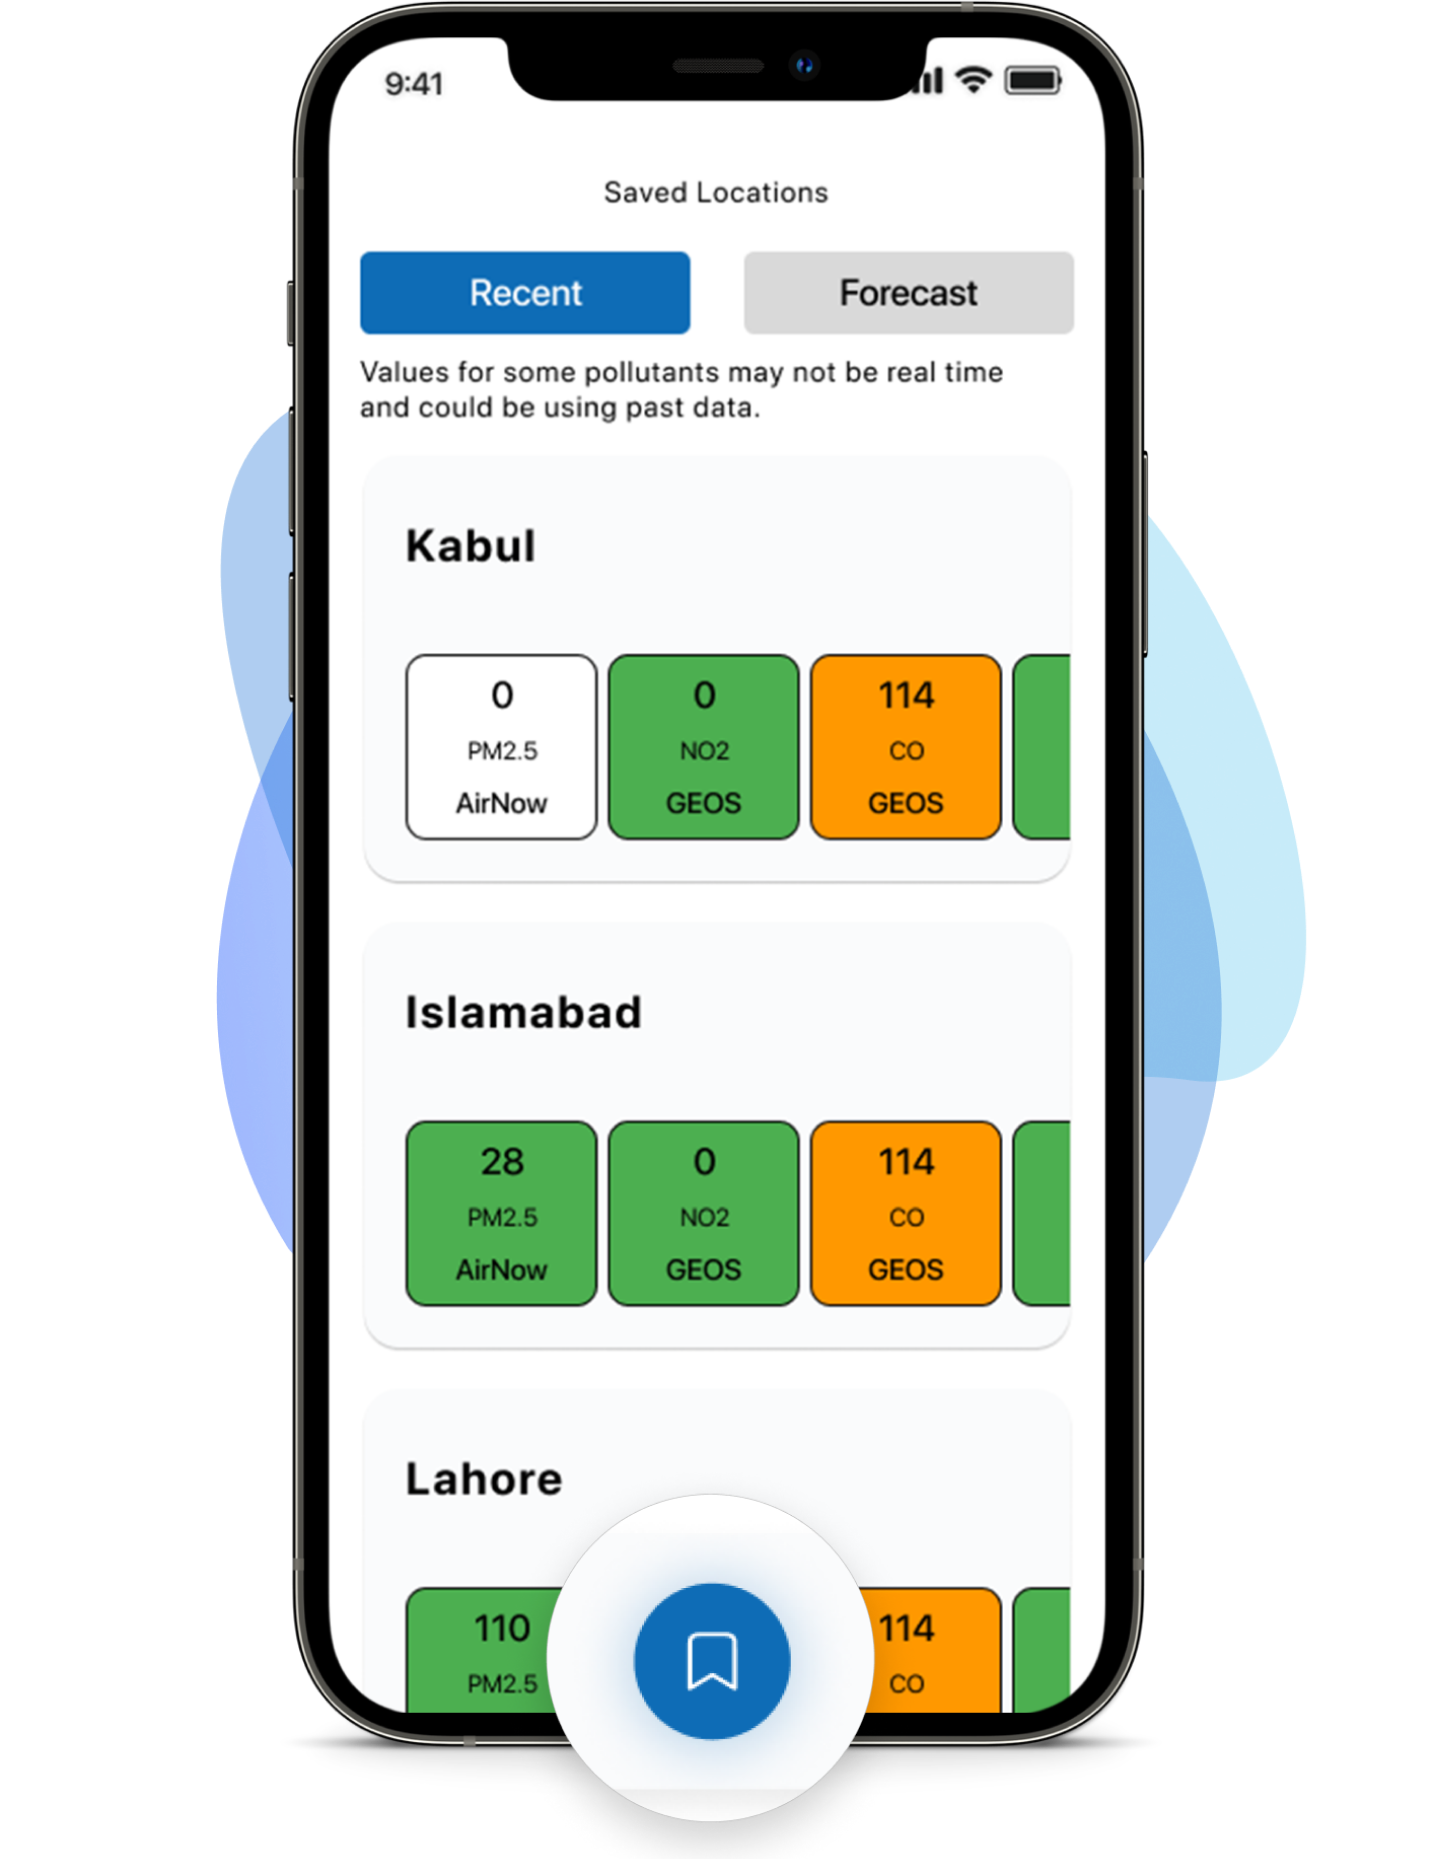 9:41
Saved Locations
Recent
Forecast
Values for some pollutants may not be real time
and could be using past data.
Kabul
0
PM2.5
AirNow
0
NO2
GEOS
114
CO
GEOS
Islamabad
28
PM2.5
AirNow
0
NO2
GEOS
114
CO
GEOS
Lahore
110
PM2.5
114
CO